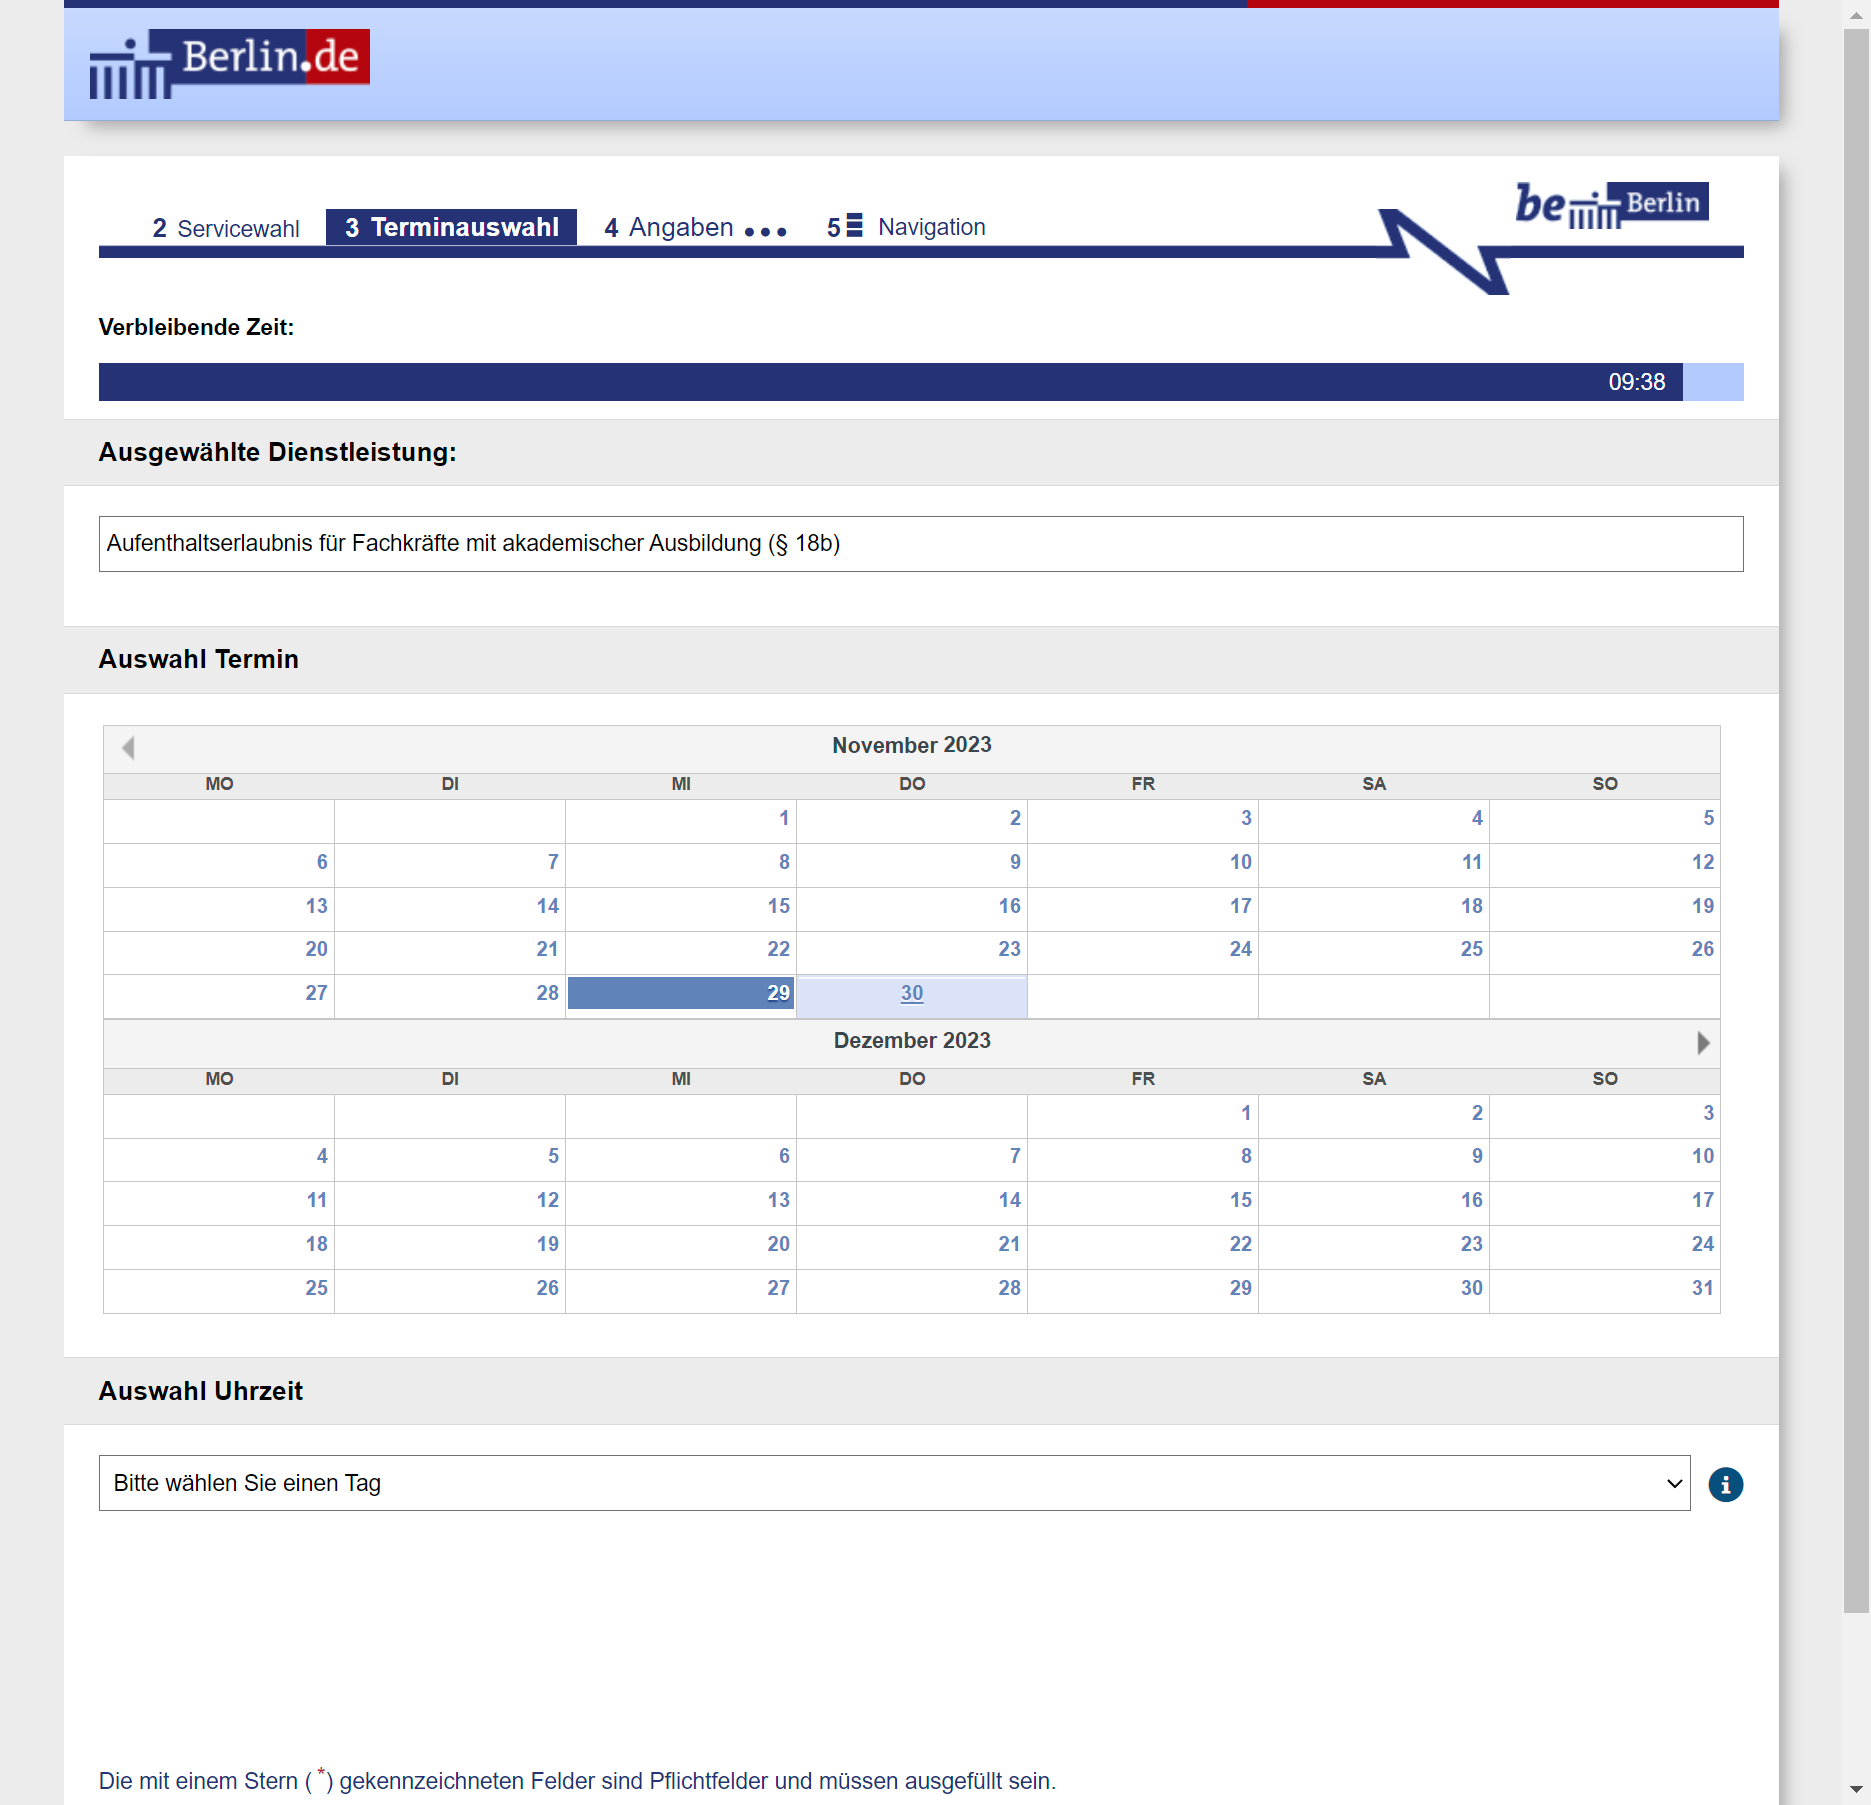 Berlin.de
be Berlin
2 Servicewahl 3 Terminauswahl 4 Angaben ... 5 Navigation
Verbleibende Zeit:
09:38
Ausgewählte Dienstleistung:
Aufenthaltserlaubnis für Fachkräfte mit akademischer Ausbildung (§ 18b)
Auswahl Termin
November 2023
MO DI MI DO FR SA SO
1 2 3 4 5
6 7 8 9 10 11 12
13 14 15 16 17 18 19
20 21 22 23 24 25 26
27 28 29 30
Dezember 2023
MO DI MI DO FR SA SO
1 2 3
4 5 6 7 8 9 10
11 12 13 14 15 16 17
18 19 20 21 22 23 24
25 26 27 28 29 30 31
Auswahl Uhrzeit
Bitte wählen Sie einen Tag
i
Die mit einem Stern ( *) gekennzeichneten Felder sind Pflichtfelder und müssen ausgefüllt sein.